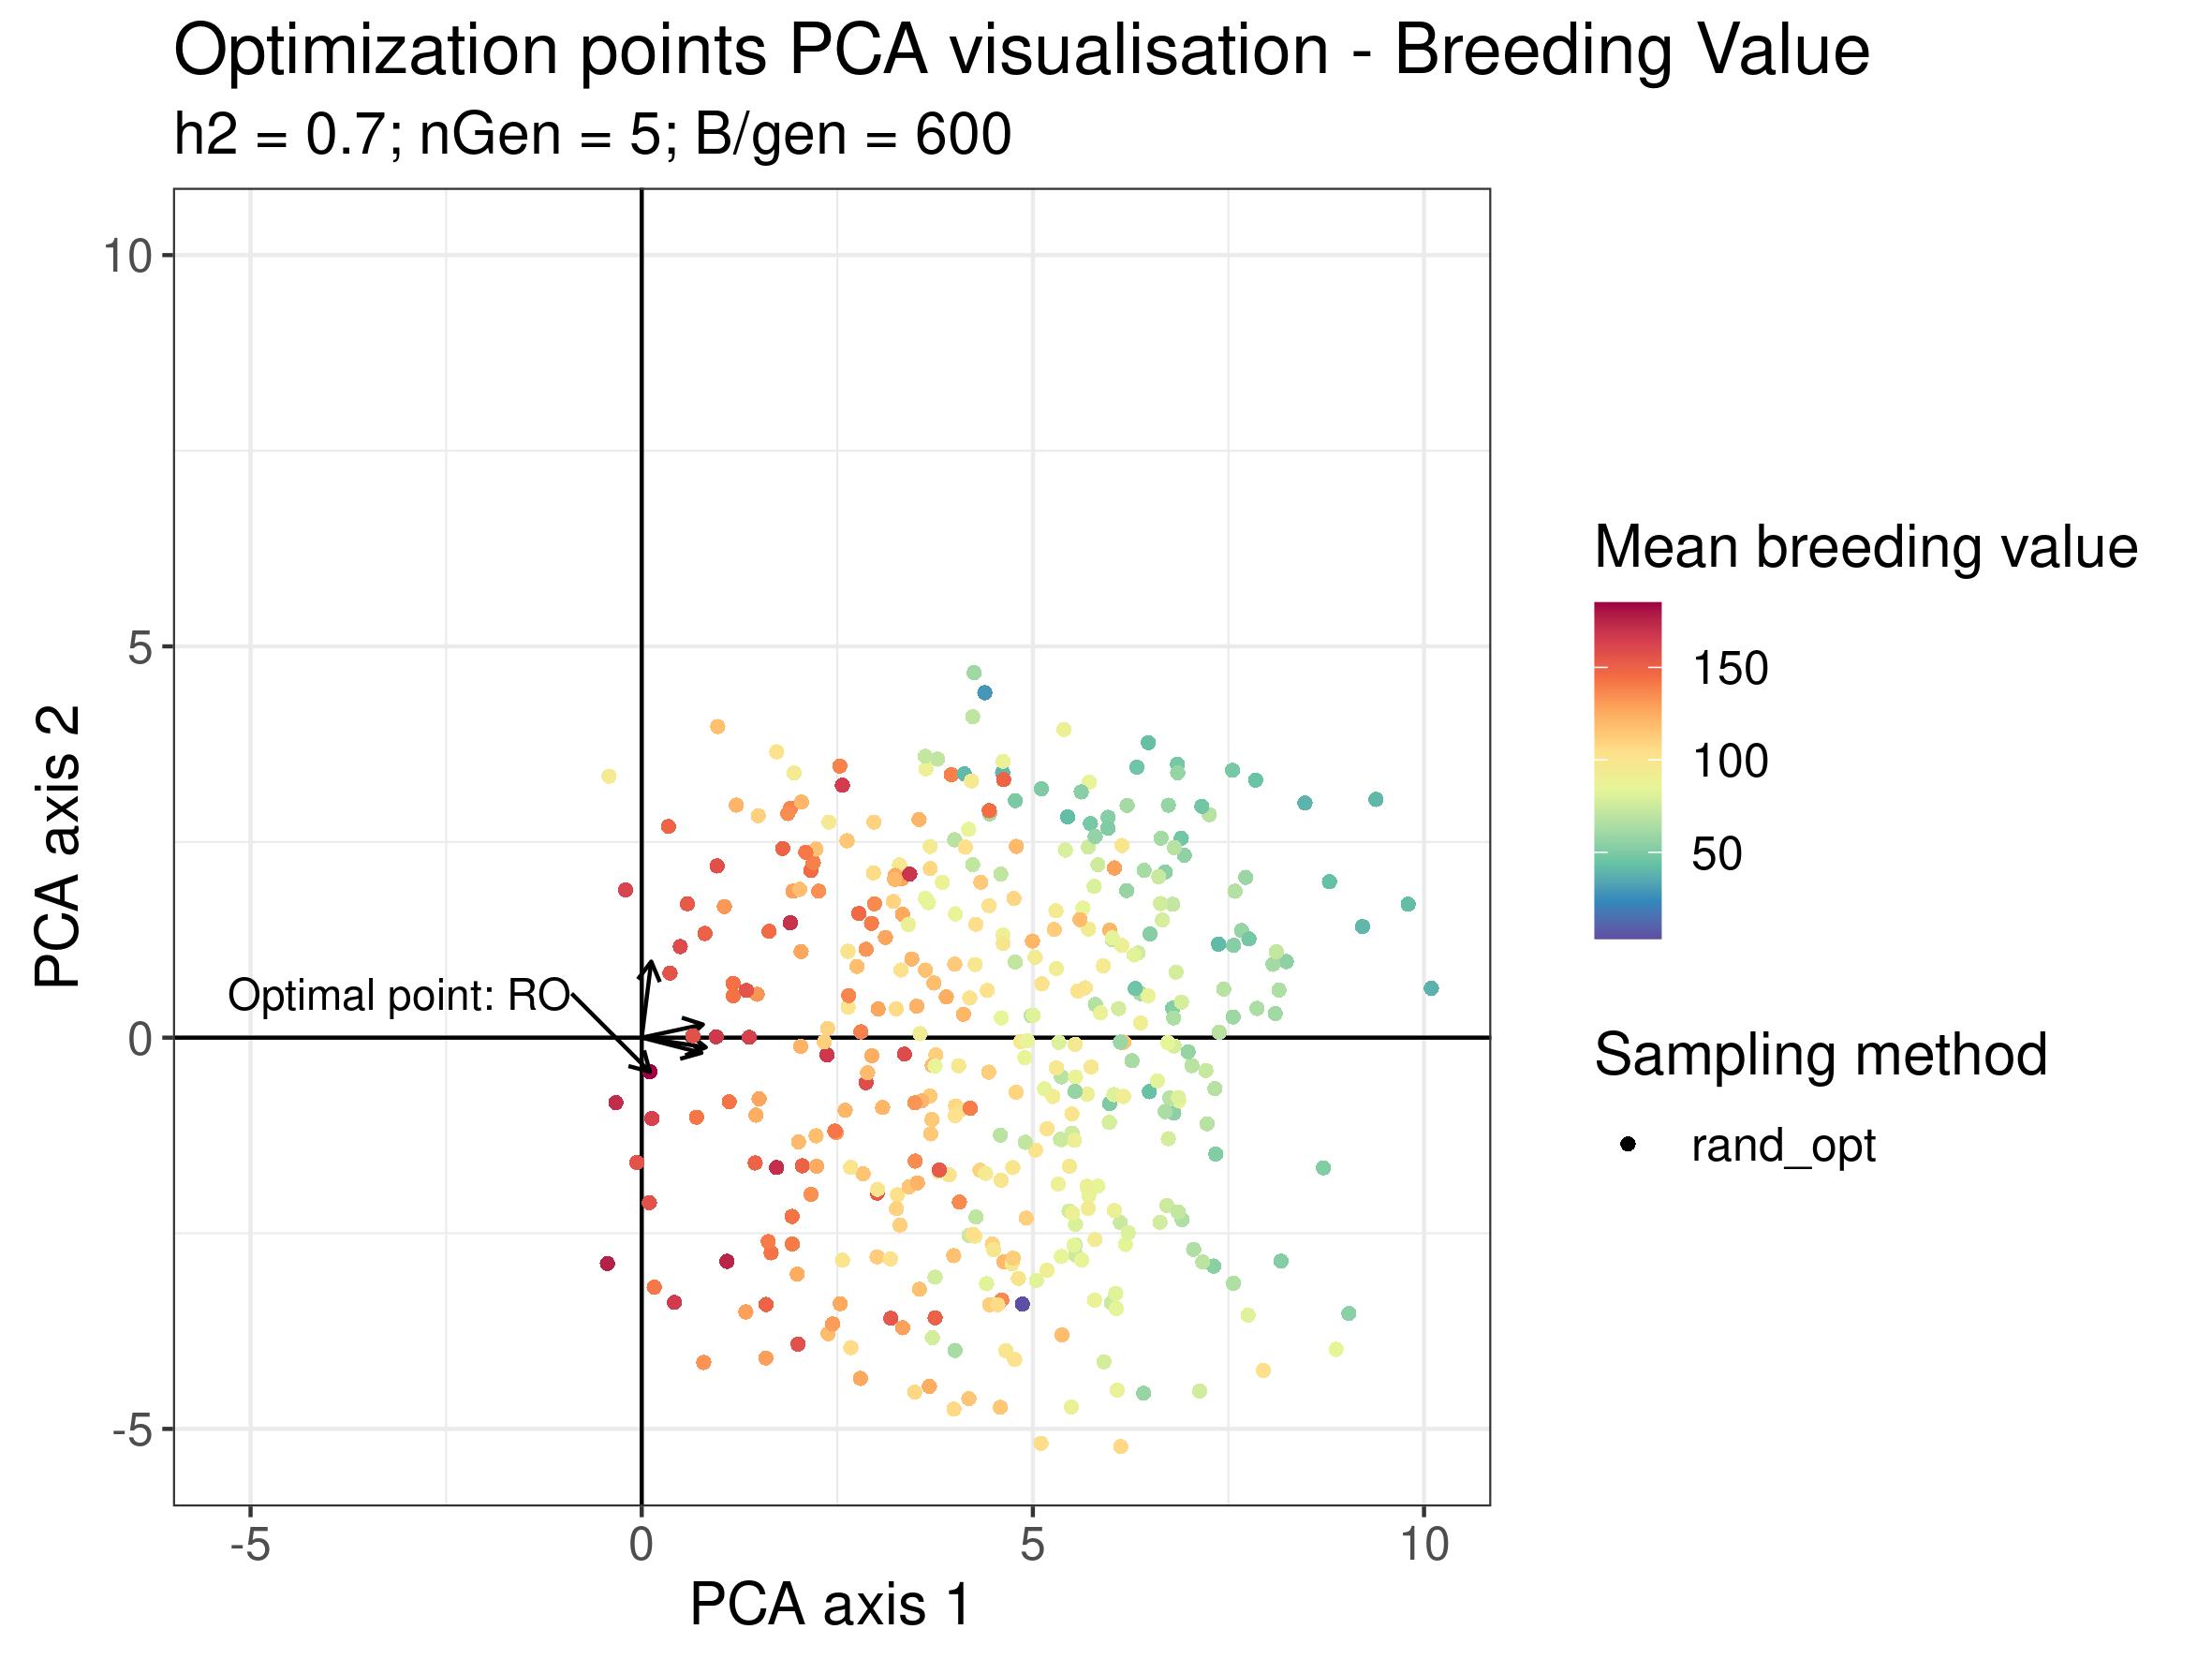 Optimization points PCA visualisation - Breeding Value
h2 = 0.7; nGen = 5; B/gen = 600
10
5
0
-5
PCA axis 2
Optimal point: RO
-5
0
5
10
PCA axis 1
Mean breeding value
150
100
50
Sampling method
rand_opt